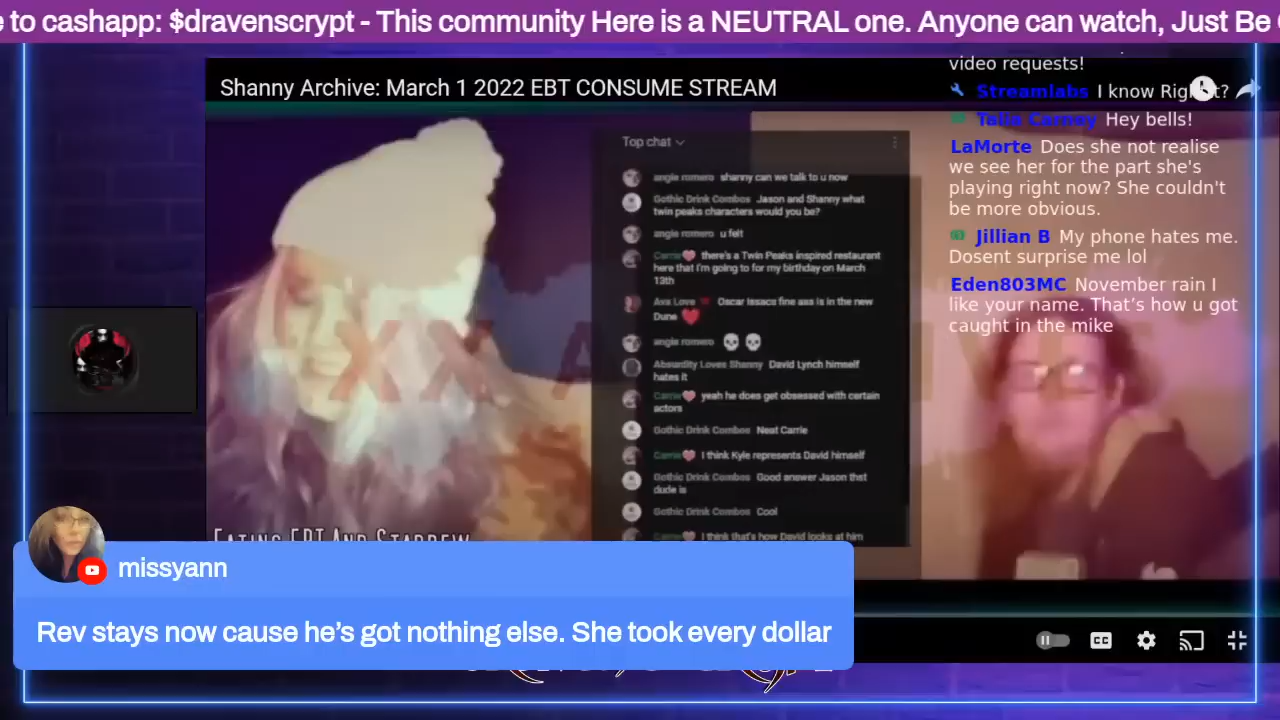 e to cashapp: $dravenscrypt - This community Here is a NEUTRAL one. Anyone can watch, Just Be
Shanny Archive: March 1 2022 EBT CONSUME STREAM
Top chat
angie romero shanny can we talk to u now
Gothic Drink Combos Jason and Shanny what
twin peaks characters would you be?
angie romero u felt
Carrie there's a Twin Peaks inspired restaurant
here that I'm going to for my birthday on March
13th
Ava Love Oscar Issacs fine ass is in the new
Dune
angie romero
Absurdity Loves Shanny David Lynch himself
hates it
Carrie yeah he does get obsessed with certain
actors
Gothic Drink Combos Neat Carrie
Carrie I think Kyle represents David himself
Gothic Drink Combos Good answer Jason thst
dude is
Gothic Drink Combos Cool
Carrie I think that's how David looks at him
video requests!
Streamlabs I know Right?
Talia Carney Hey bells!
LaMorte Does she not realise
we see her for the part she's
playing right now? She couldn't
be more obvious.
Jillian B My phone hates me.
Dosent surprise me lol
Eden803MC November rain I
like your name. That's how u got
caught in the mike
Eating EBT And Stardew
missyann
Rev stays now cause he's got nothing else. She took every dollar
CC